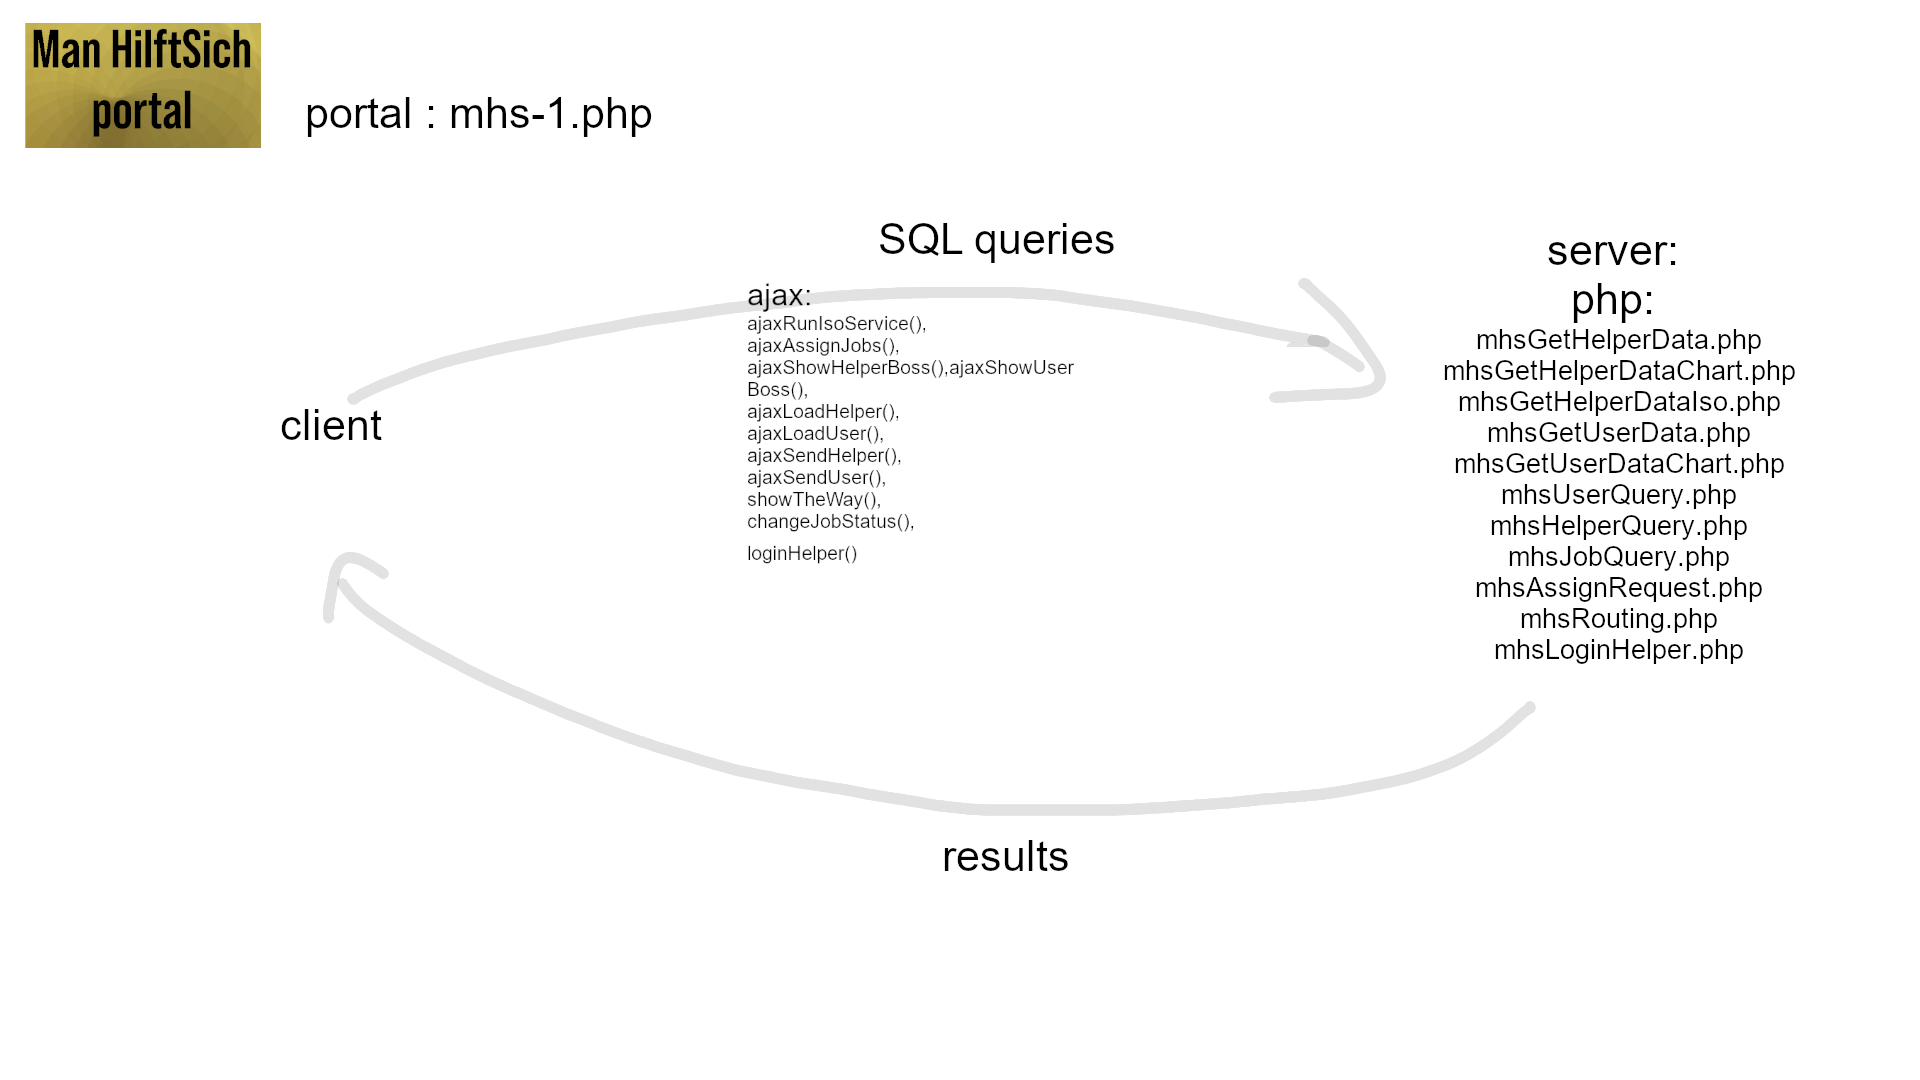 Man HilftSich
portal
portal : mhs-1.php
SQL queries
ajax:
ajaxRunIsoService(),
ajaxAssignJobs(),
ajaxShowHelperBoss(),ajaxShowUser
Boss(),
ajaxLoadHelper(),
ajaxLoadUser(),
ajaxSendHelper(),
ajaxSendUser(),
showTheWay(),
changeJobStatus(),
loginHelper()
client
server:
php:
mhsGetHelperData.php
mhsGetHelperDataChart.php
mhsGetHelperDataIso.php
mhsGetUserData.php
mhsGetUserDataChart.php
mhsUserQuery.php
mhsHelperQuery.php
mhsJobQuery.php
mhsAssignRequest.php
mhsRouting.php
mhsLoginHelper.php
results